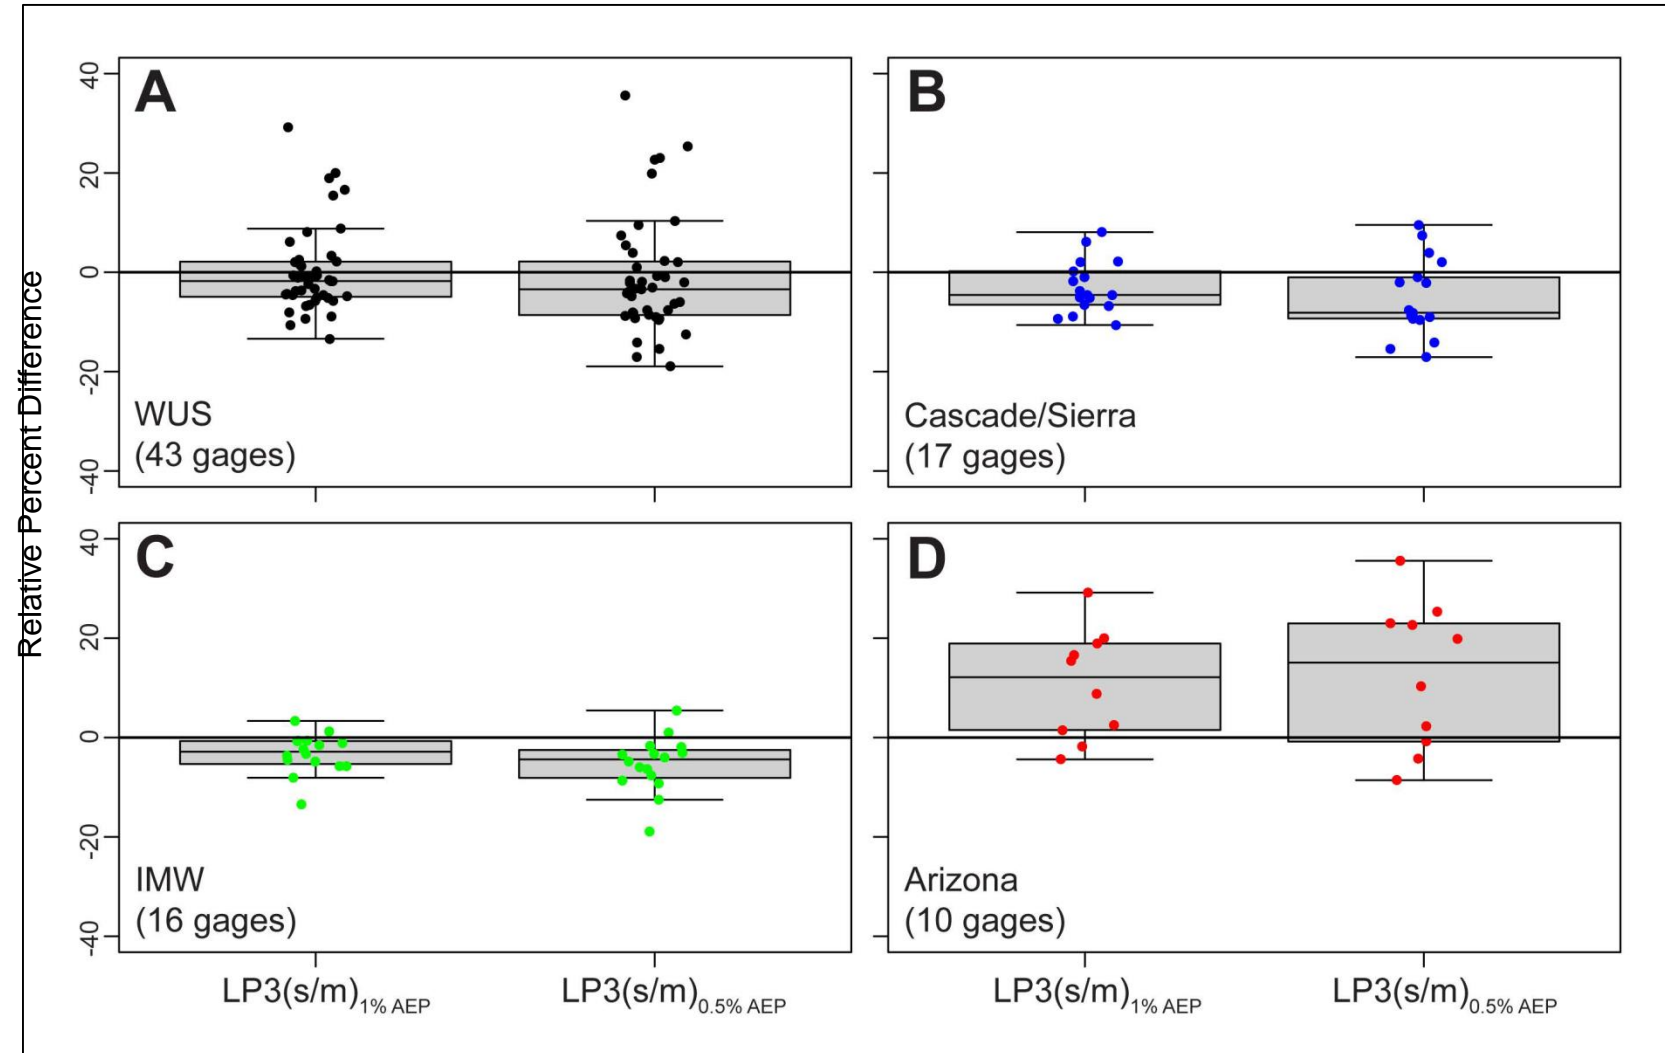 Relative Percent Difference
A
40
20
0
-20
-40
WUS
(43 gages)
B
Cascade/Sierra
(17 gages)
C
40
20
0
-20
-40
IMW
(16 gages)
D
Arizona
(10 gages)
LP3(s/m)1% AEP
LP3(s/m)0.5% AEP
LP3(s/m)1% AEP
LP3(s/m)0.5% AEP